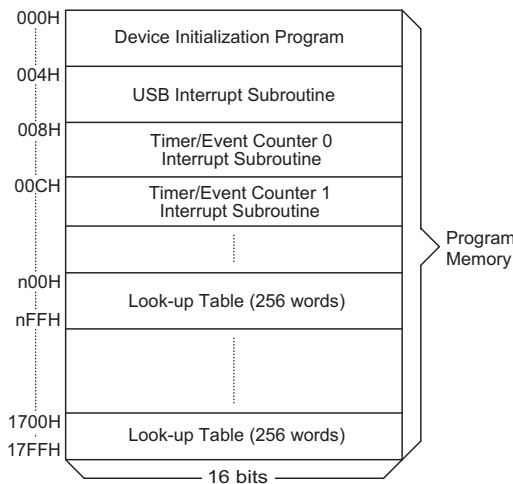 000H
Device Initialization Program
004H
USB Interrupt Subroutine
008H
Timer/Event Counter 0
Interrupt Subroutine
00CH
Timer/Event Counter 1
Interrupt Subroutine
Program
Memory
n00H
Look-up Table (256 words)
nFFH
1700H
Look-up Table (256 words)
17FFH
16 bits